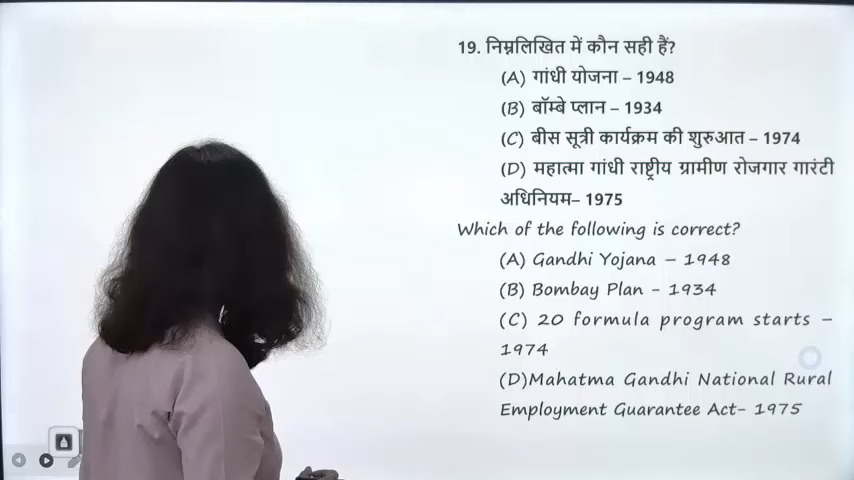 19. निम्नलिखित में कौन सही हैं?
(A) गांधी योजना – 1948
(B) बॉम्बे प्लान – 1934
(C) बीस सूत्री कार्यक्रम की शुरुआत – 1974
(D) महात्मा गांधी राष्ट्रीय ग्रामीण रोजगार गारंटी
अधिनियम– 1975
Which of the following is correct?
(A) Gandhi Yojana – 1948
(B) Bombay Plan - 1934
(C) 20 formula program starts –
1974
(D)Mahatma Gandhi National Rural
Employment Guarantee Act- 1975